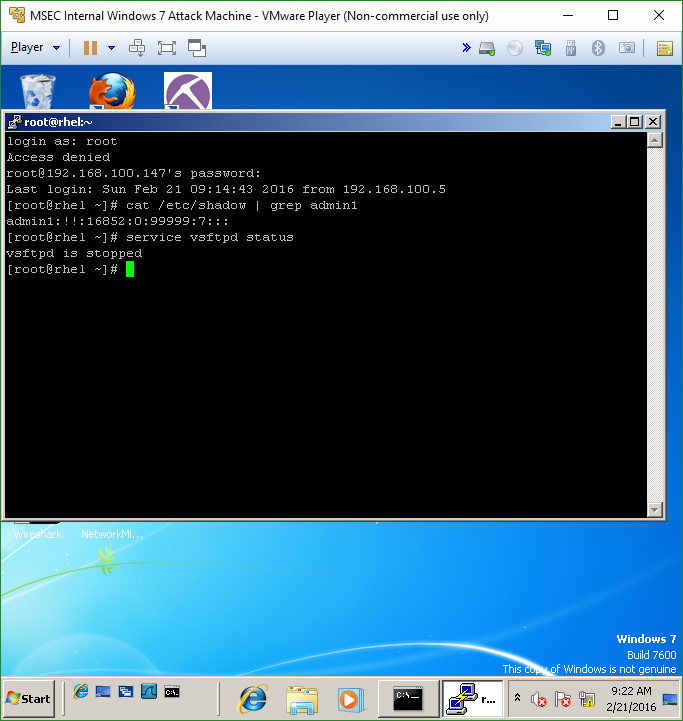 MSEC Internal Windows 7 Attack Machine - VMware Player (Non-commercial use only)
Player
root@rhel:~
login as: root
Access denied
root@192.168.100.147's password:
Last login: Sun Feb 21 09:14:43 2016 from 192.168.100.5
[root@rhel ~]# cat /etc/shadow | grep admin1
admin1:!!:16852:0:99999:7:::
[root@rhel ~]# service vsftpd status
vsftpd is stopped
[root@rhel ~]#
Wireshark NetworkMi...
Windows 7
Build 7600
This copy of Windows is not genuine
Start
r...
9:22 AM
2/21/2016